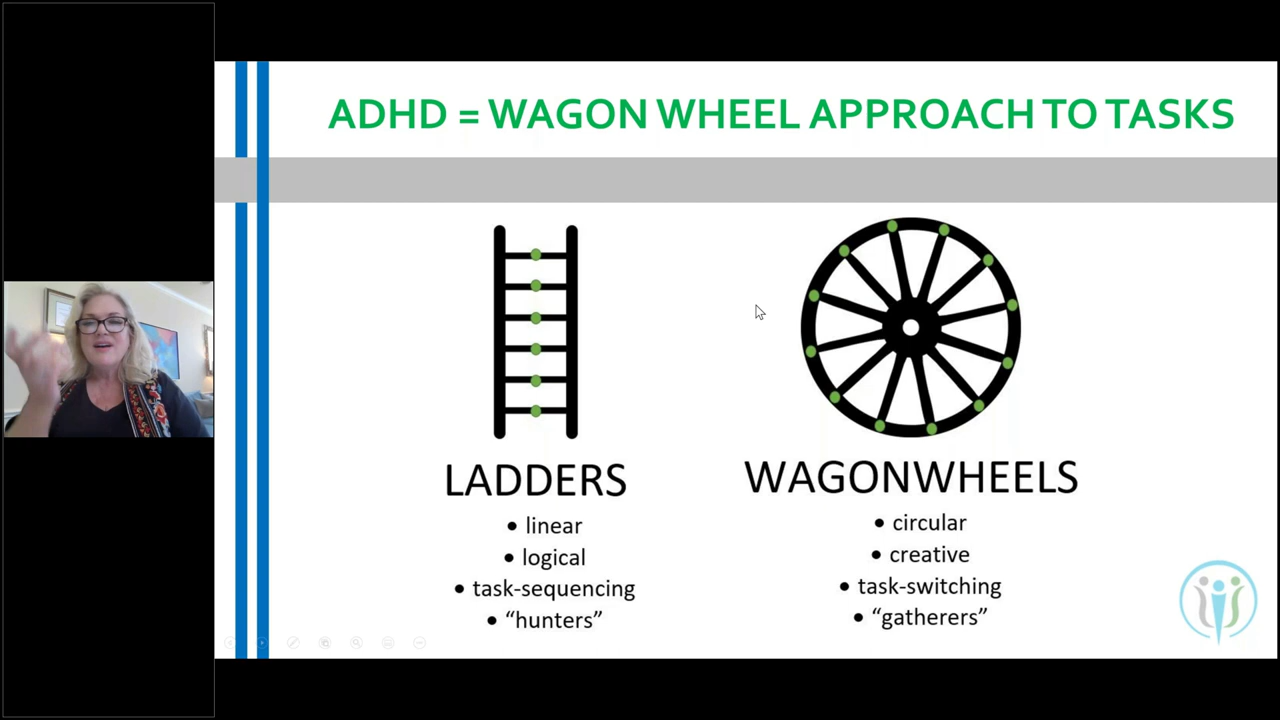 ADHD = WAGON WHEEL APPROACH TO TASKS
LADDERS
• linear
• logical
• task-sequencing
• “hunters”
WAGONWHEELS
• circular
• creative
• task-switching
• “gatherers”